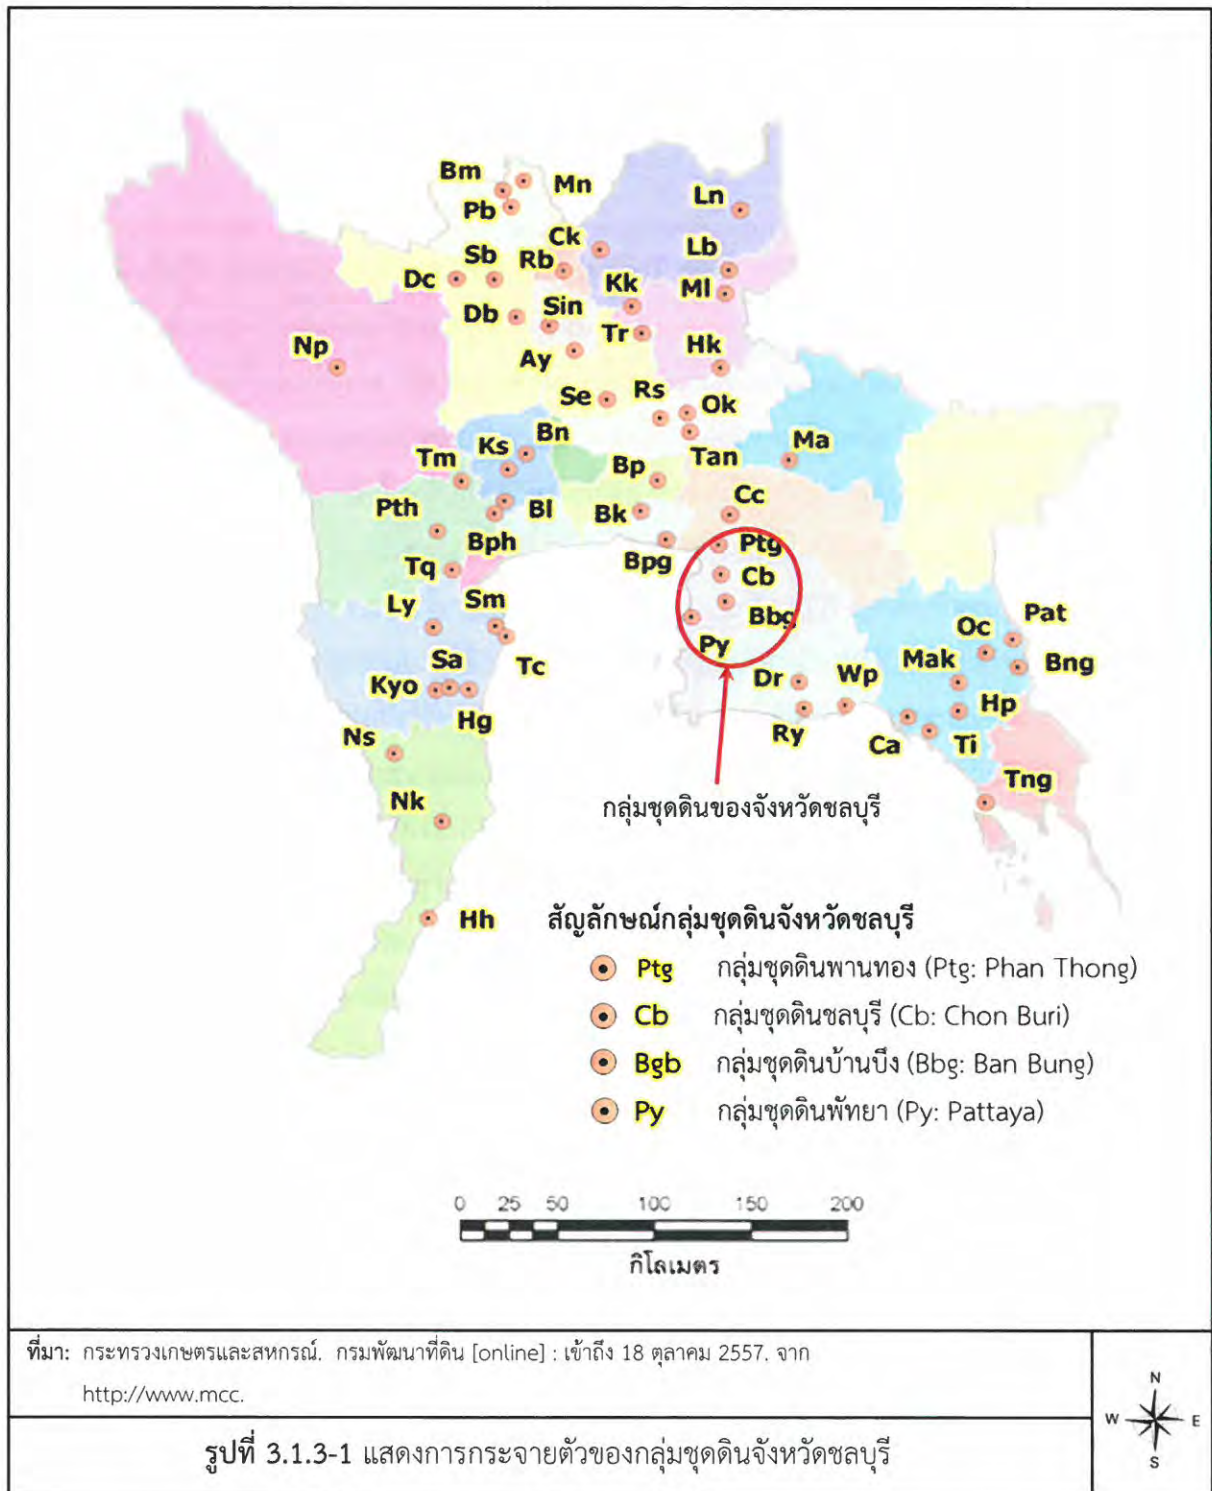 Bm
Mn
Pb
Ln
Ck
Sb
Rb
Lb
Dc
Kk
Ml
Sin
Db
Tr
Np
Ay
Hk
Se
Rs
Ok
Bn
Ks
Tm
Bp
Tan
Ma
Pth
Bl
Bk
Cc
Bph
Bpg
Ptg
Tq
Cb
Ly
Sm
Bbg
Pat
Oc
Py
Sa
Tc
Mak
Bng
Kyo
Dr
Wp
Hg
Hp
Ns
Ry
Ca
Ti
Tng
Nk
กลุ่มชุดดินของจังหวัดชลบุรี
Hh
สัญลักษณ์กลุ่มชุดดินจังหวัดชลบุรี
Ptg กลุ่มชุดดินพานทอง (Ptg: Phan Thong)
Cb กลุ่มชุดดินชลบุรี (Cb: Chon Buri)
Bgb กลุ่มชุดดินบ้านบึง (Bbg: Ban Bung)
Py กลุ่มชุดดินพัทยา (Py: Pattaya)
0 25 50 100 150 200
กิโลเมตร
ที่มา: กระทรวงเกษตรและสหกรณ์. กรมพัฒนาที่ดิน [online] : เข้าถึง 18 ตุลาคม 2557. จาก
http://www.mcc.
N
W E
S
รูปที่ 3.1.3-1 แสดงการกระจายตัวของกลุ่มชุดดินจังหวัดชลบุรี